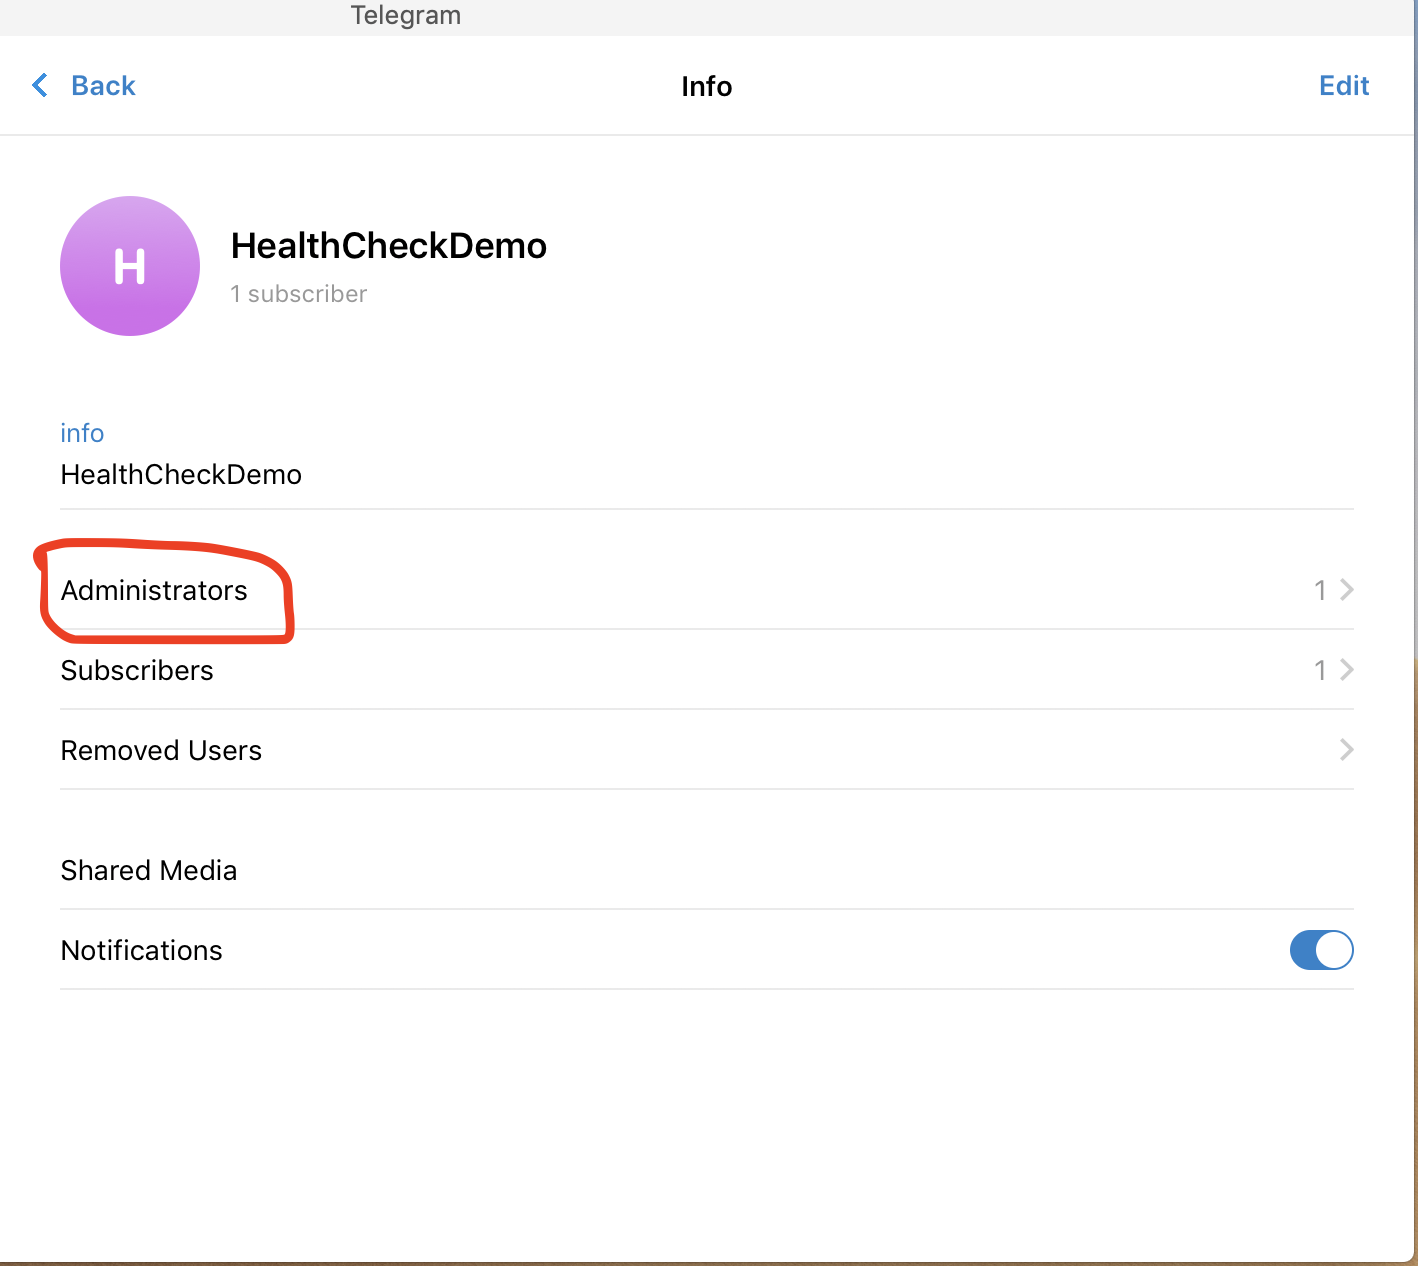 Telegram
Back
Info
Edit
H
HealthCheckDemo
1 subscriber
info
HealthCheckDemo
Administrators 1
Subscribers 1
Removed Users
Shared Media
Notifications